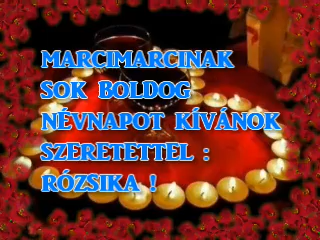 MARCIMARCINAK
SOK BOLDOG
NÉVNAPOT KÍVÁNOK
SZERETETTEL :
RÓZSIKA !